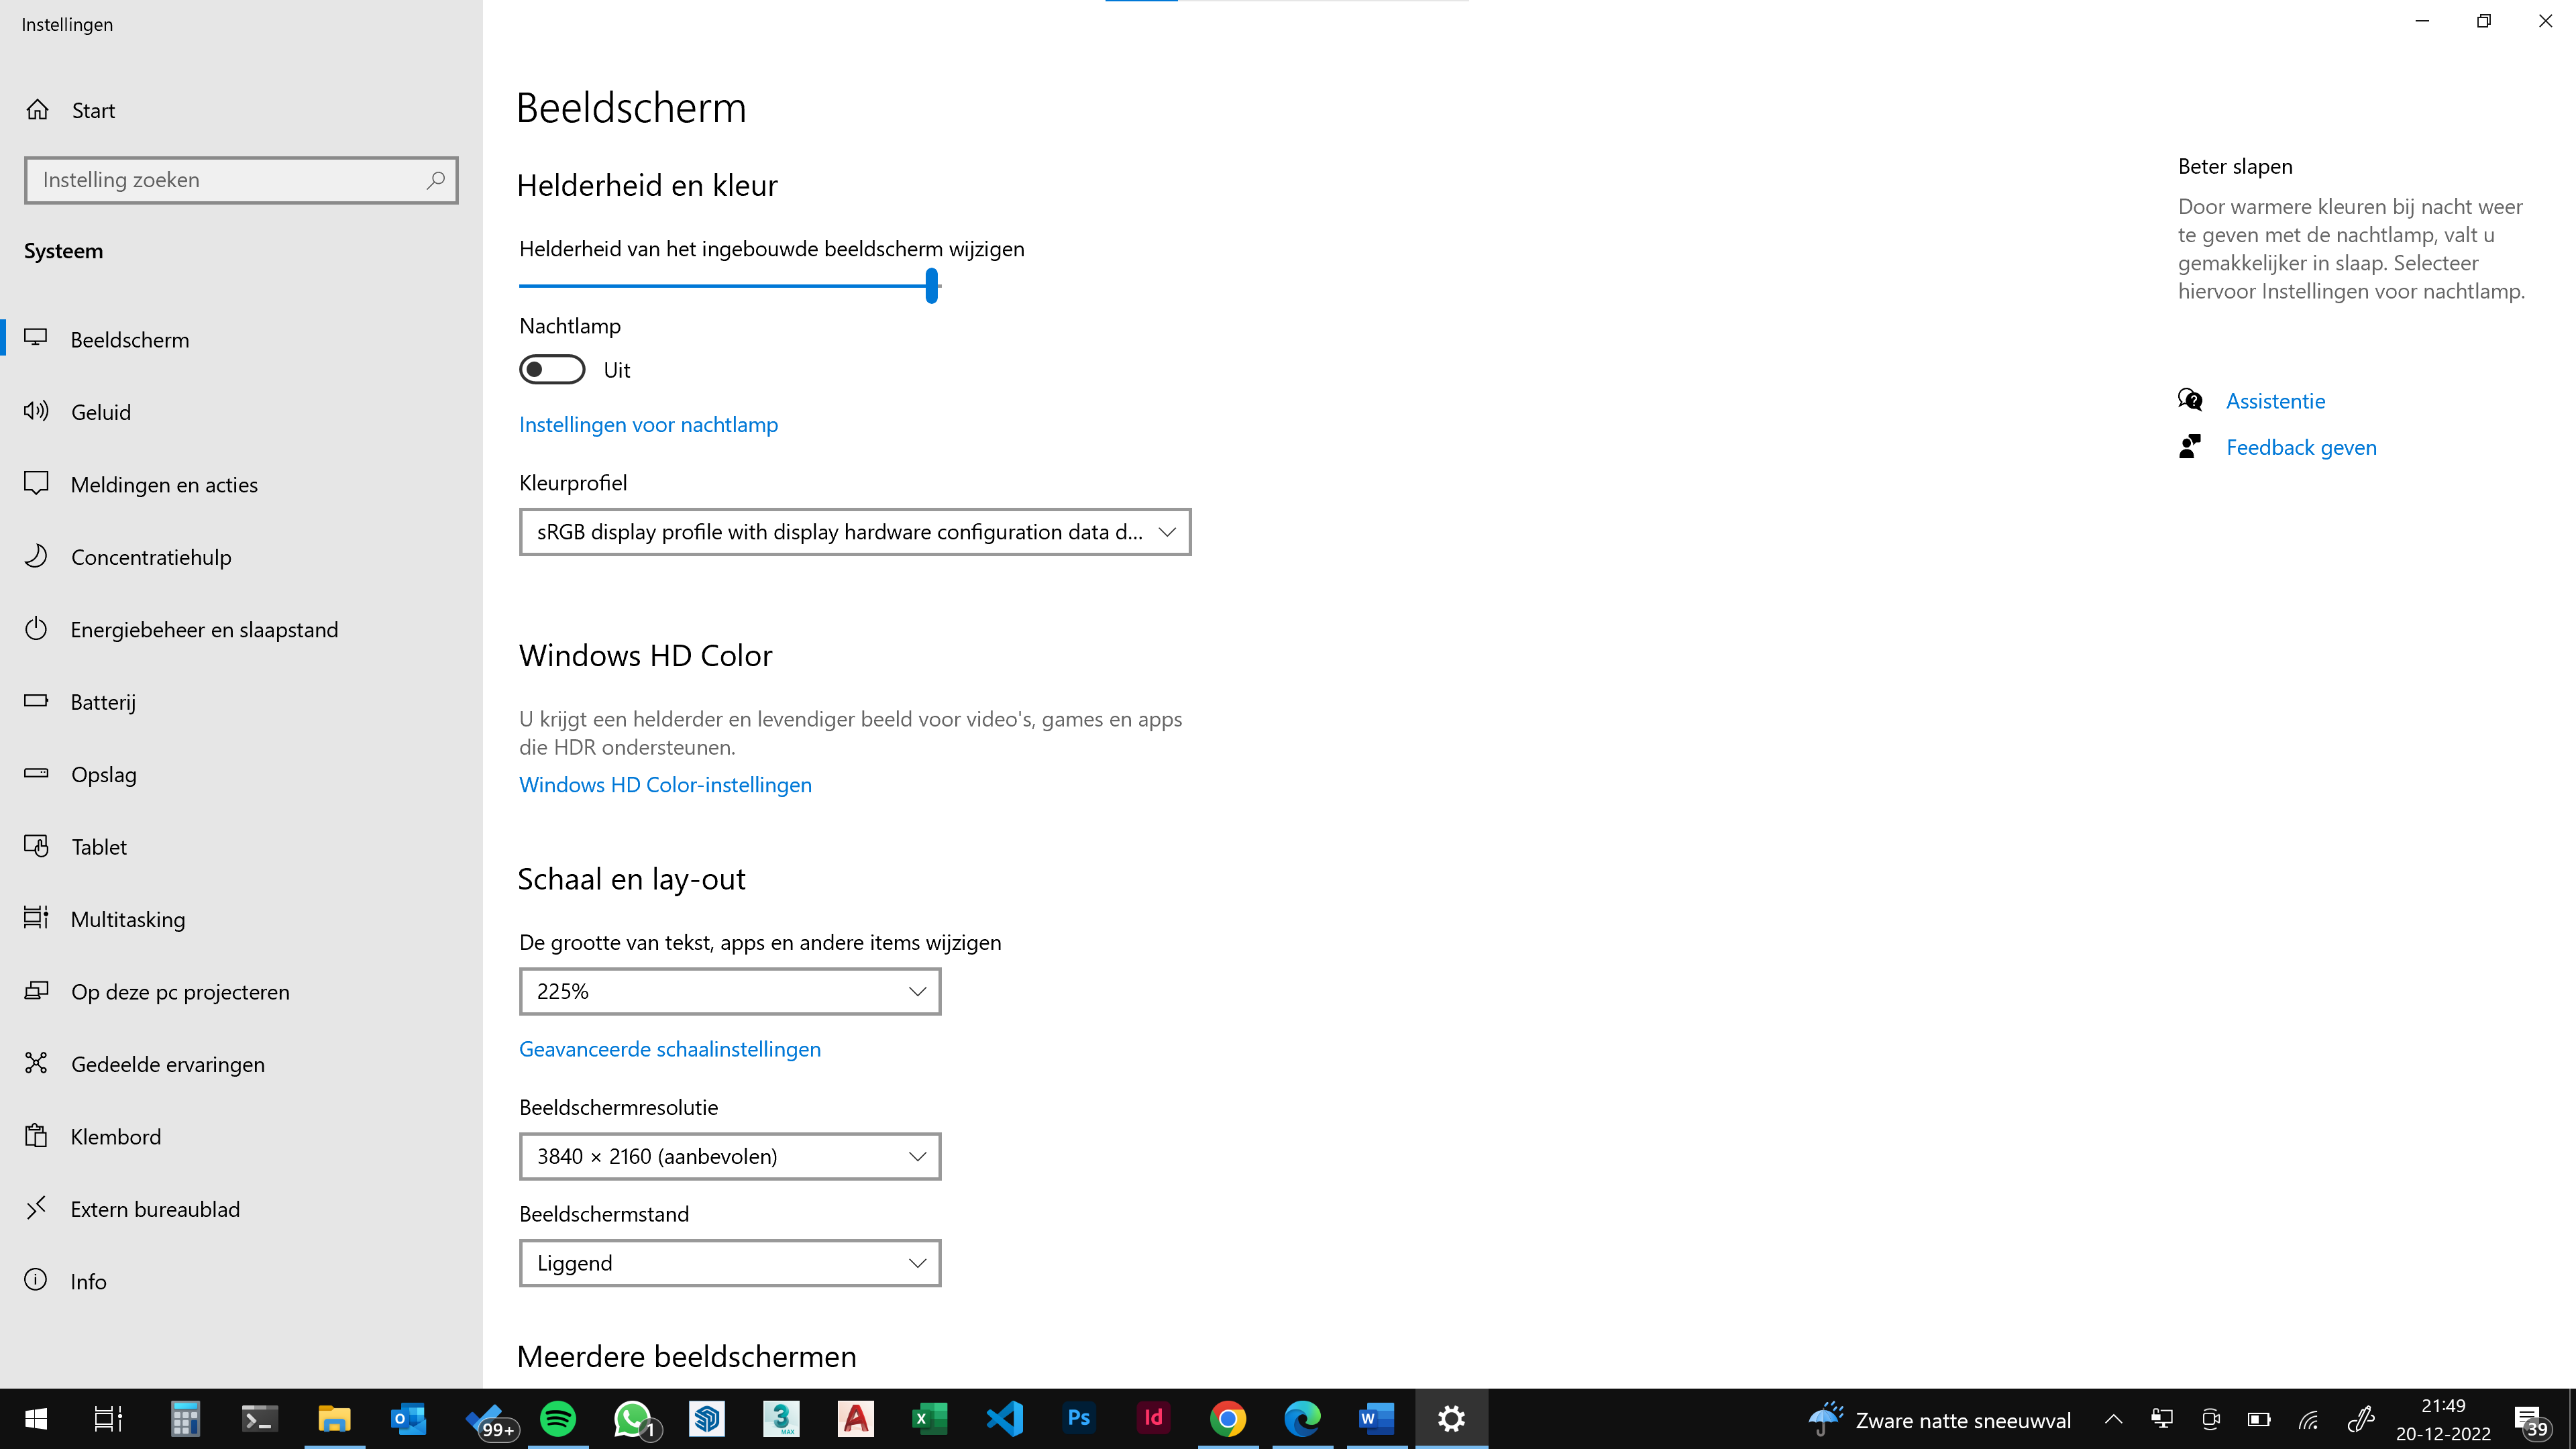 Instellingen
Start
Instelling zoeken
Systeem
Beeldscherm
Geluid
Meldingen en acties
Concentratiehulp
Energiebeheer en slaapstand
Batterij
Opslag
Tablet
Multitasking
Op deze pc projecteren
Gedeelde ervaringen
Klembord
Extern bureaublad
Info
Beeldscherm
Helderheid en kleur
Helderheid van het ingebouwde beeldscherm wijzigen
Nachtlamp
Uit
Instellingen voor nachtlamp
Kleurprofiel
sRGB display profile with display hardware configuration data d...
Windows HD Color
U krijgt een helderder en levendiger beeld voor video's, games en apps
die HDR ondersteunen.
Windows HD Color-instellingen
Schaal en lay-out
De grootte van tekst, apps en andere items wijzigen
225%
Geavanceerde schaalinstellingen
Beeldschermresolutie
3840 × 2160 (aanbevolen)
Beeldschermstand
Liggend
Meerdere beeldschermen
Beter slapen
Door warmere kleuren bij nacht weer
te geven met de nachtlamp, valt u
gemakkelijker in slaap. Selecteer
hiervoor Instellingen voor nachtlamp.
Assistentie
Feedback geven
99+
1
3
MAX
A
X
Ps
Id
W
Zware natte sneeuwval
21:49
20-12-2022
39